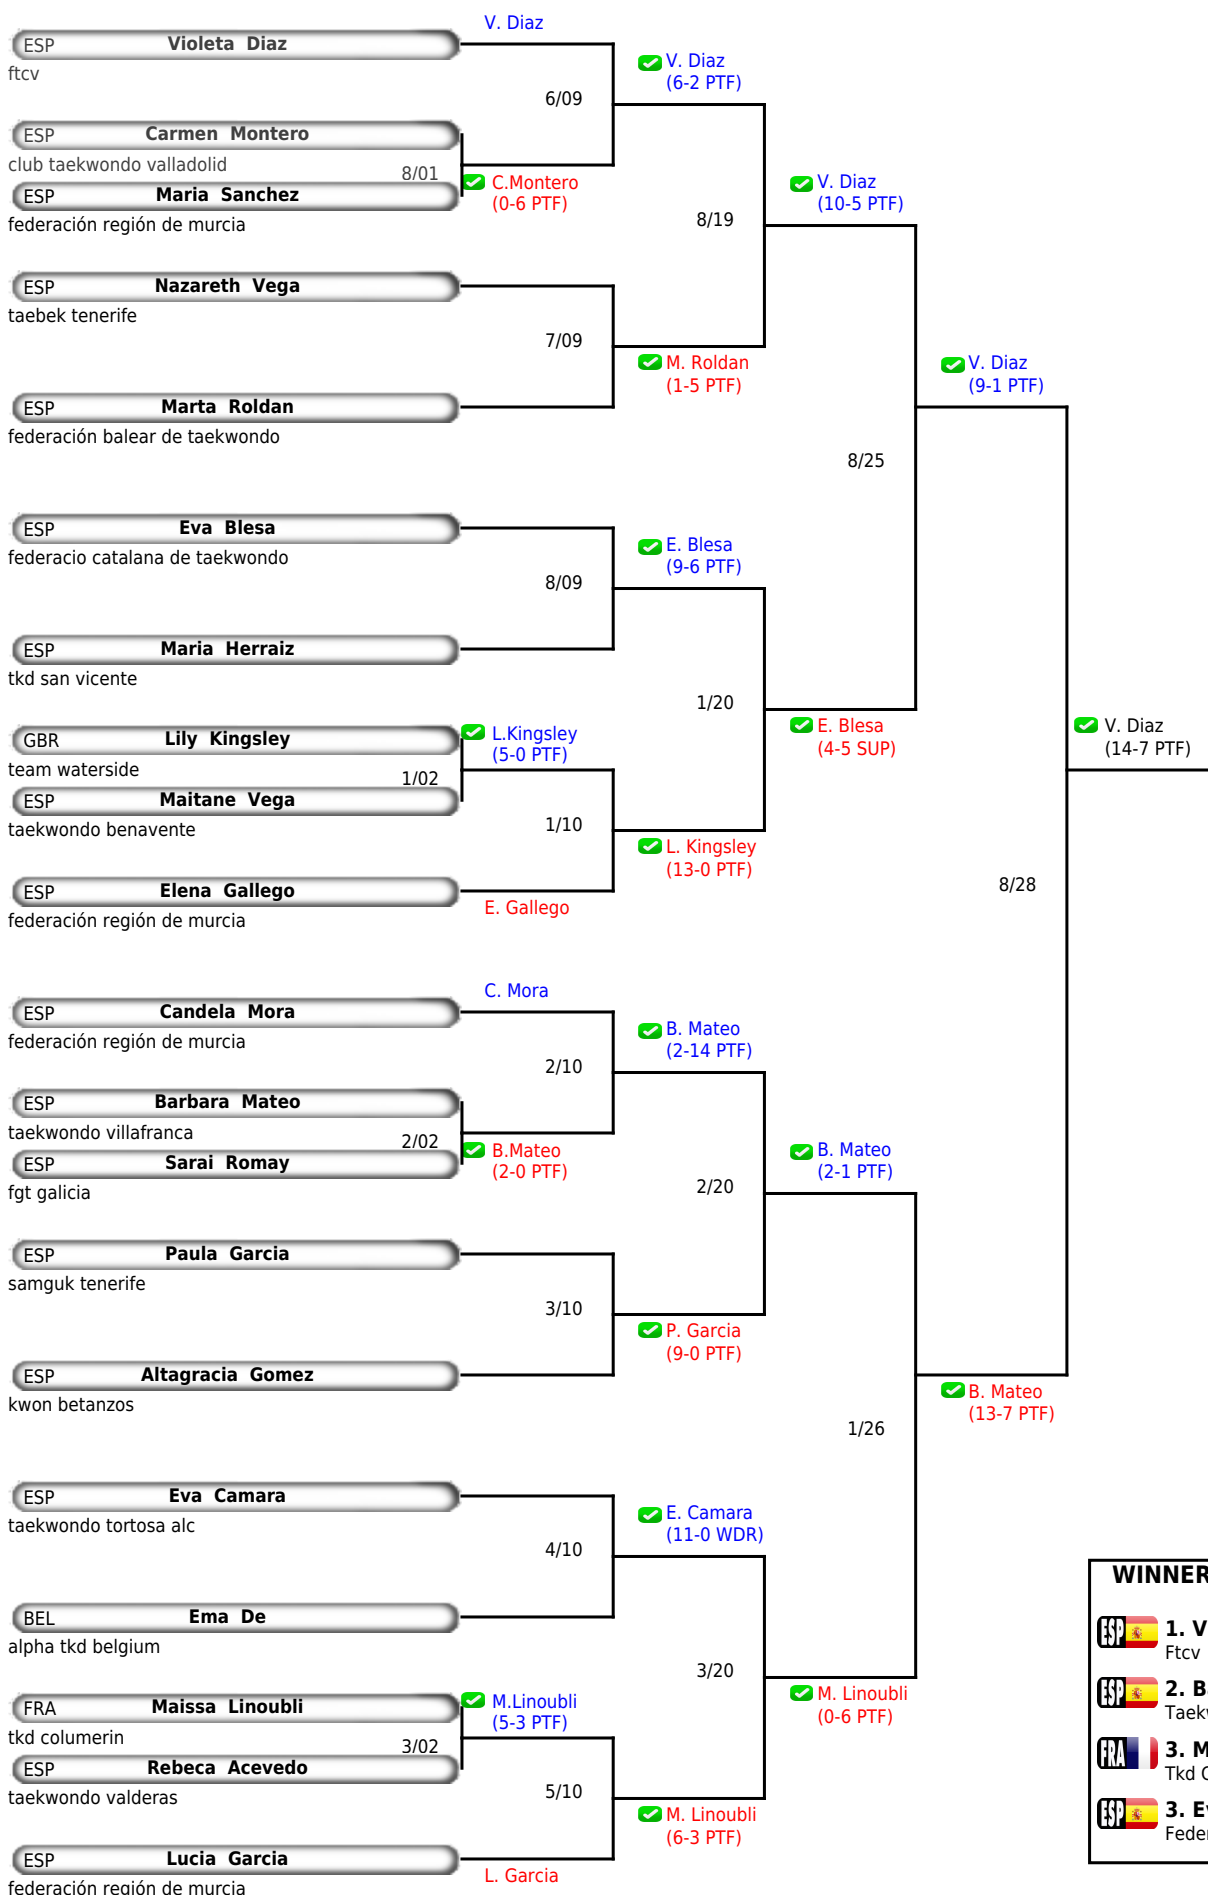 V. Diaz
ESP Violeta Diaz
ftcv
V. Diaz
(6-2 PTF)
6/09
ESP Carmen Montero
club taekwondo valladolid
8/01
C.Montero
(0-6 PTF)
ESP Maria Sanchez
federación región de murcia
V. Diaz
(10-5 PTF)
8/19
ESP Nazareth Vega
taebek tenerife
7/09
M. Roldan
(1-5 PTF)
V. Diaz
(9-1 PTF)
ESP Marta Roldan
federación balear de taekwondo
8/25
ESP Eva Blesa
federacio catalana de taekwondo
E. Blesa
(9-6 PTF)
8/09
ESP Maria Herraiz
tkd san vicente
1/20
E. Blesa
(4-5 SUP)
V. Diaz
(14-7 PTF)
GBR Lily Kingsley
team waterside
1/02
L.Kingsley
(5-0 PTF)
ESP Maitane Vega
taekwondo benavente
1/10
L. Kingsley
(13-0 PTF)
ESP Elena Gallego
federación región de murcia
E. Gallego
8/28
C. Mora
ESP Candela Mora
federación región de murcia
B. Mateo
(2-14 PTF)
2/10
ESP Barbara Mateo
taekwondo villafranca
2/02
B.Mateo
(2-0 PTF)
ESP Sarai Romay
fgt galicia
B. Mateo
(2-1 PTF)
2/20
ESP Paula Garcia
samguk tenerife
3/10
P. Garcia
(9-0 PTF)
ESP Altagracia Gomez
kwon betanzos
B. Mateo
(13-7 PTF)
1/26
ESP Eva Camara
taekwondo tortosa alc
E. Camara
(11-0 WDR)
4/10
BEL Ema De
alpha tkd belgium
3/20
M. Linoubli
(0-6 PTF)
FRA Maissa Linoubli
tkd columerin
3/02
M.Linoubli
(5-3 PTF)
ESP Rebeca Acevedo
taekwondo valderas
5/10
M. Linoubli
(6-3 PTF)
ESP Lucia Garcia
federación región de murcia
L. Garcia
WINNER
ESP 1. V
Ftcv
ESP 2.
FRA 3. M
Tkd
ESP 3.